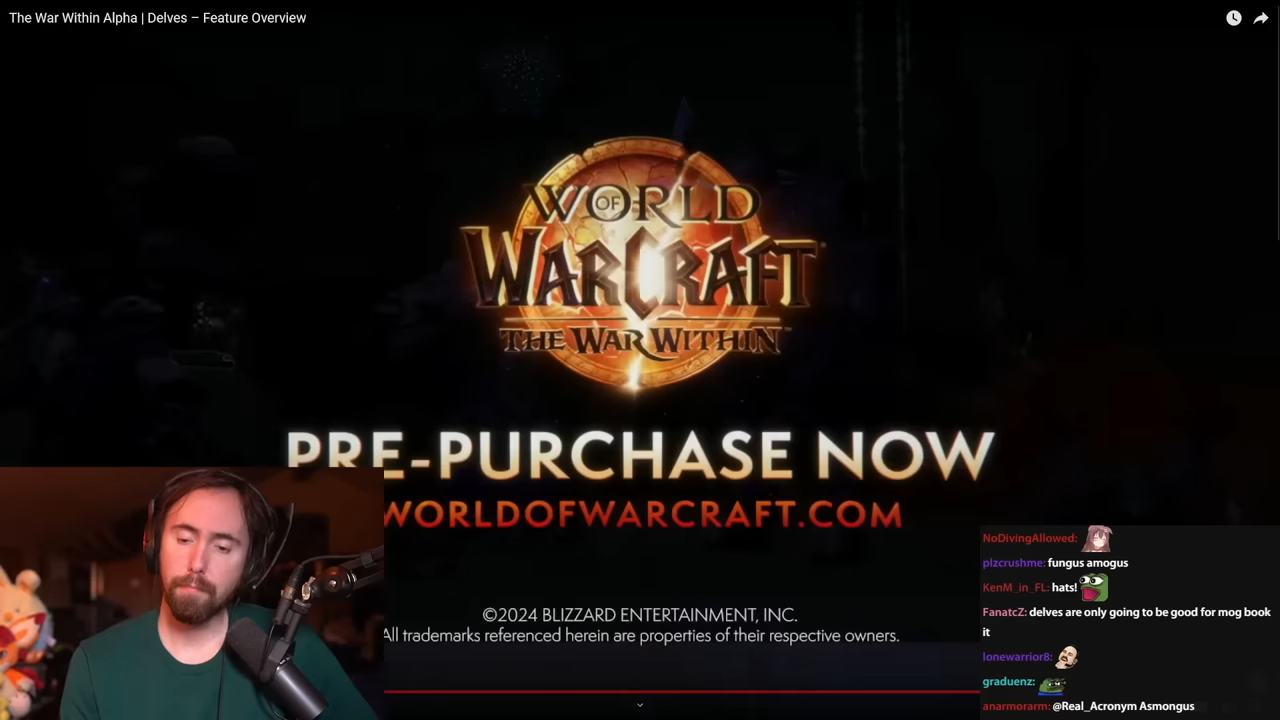 The War Within Alpha | Delves – Feature Overview
WORLD
OF
WARCRAFT
THE WAR WITHIN
PRE-PURCHASE NOW
WORLDOFWARCRAFT.COM
©2024 BLIZZARD ENTERTAINMENT, INC.
All trademarks referenced herein are properties of their respective owners.
NoDivingAllowed:
plzcrushme: fungus amogus
KenM_in_FL: hats!
FanatcZ: delves are only going to be good for mog book
it
lonewarrior8:
graduenz:
anarmorarm: @Real_Acronym Asmongus